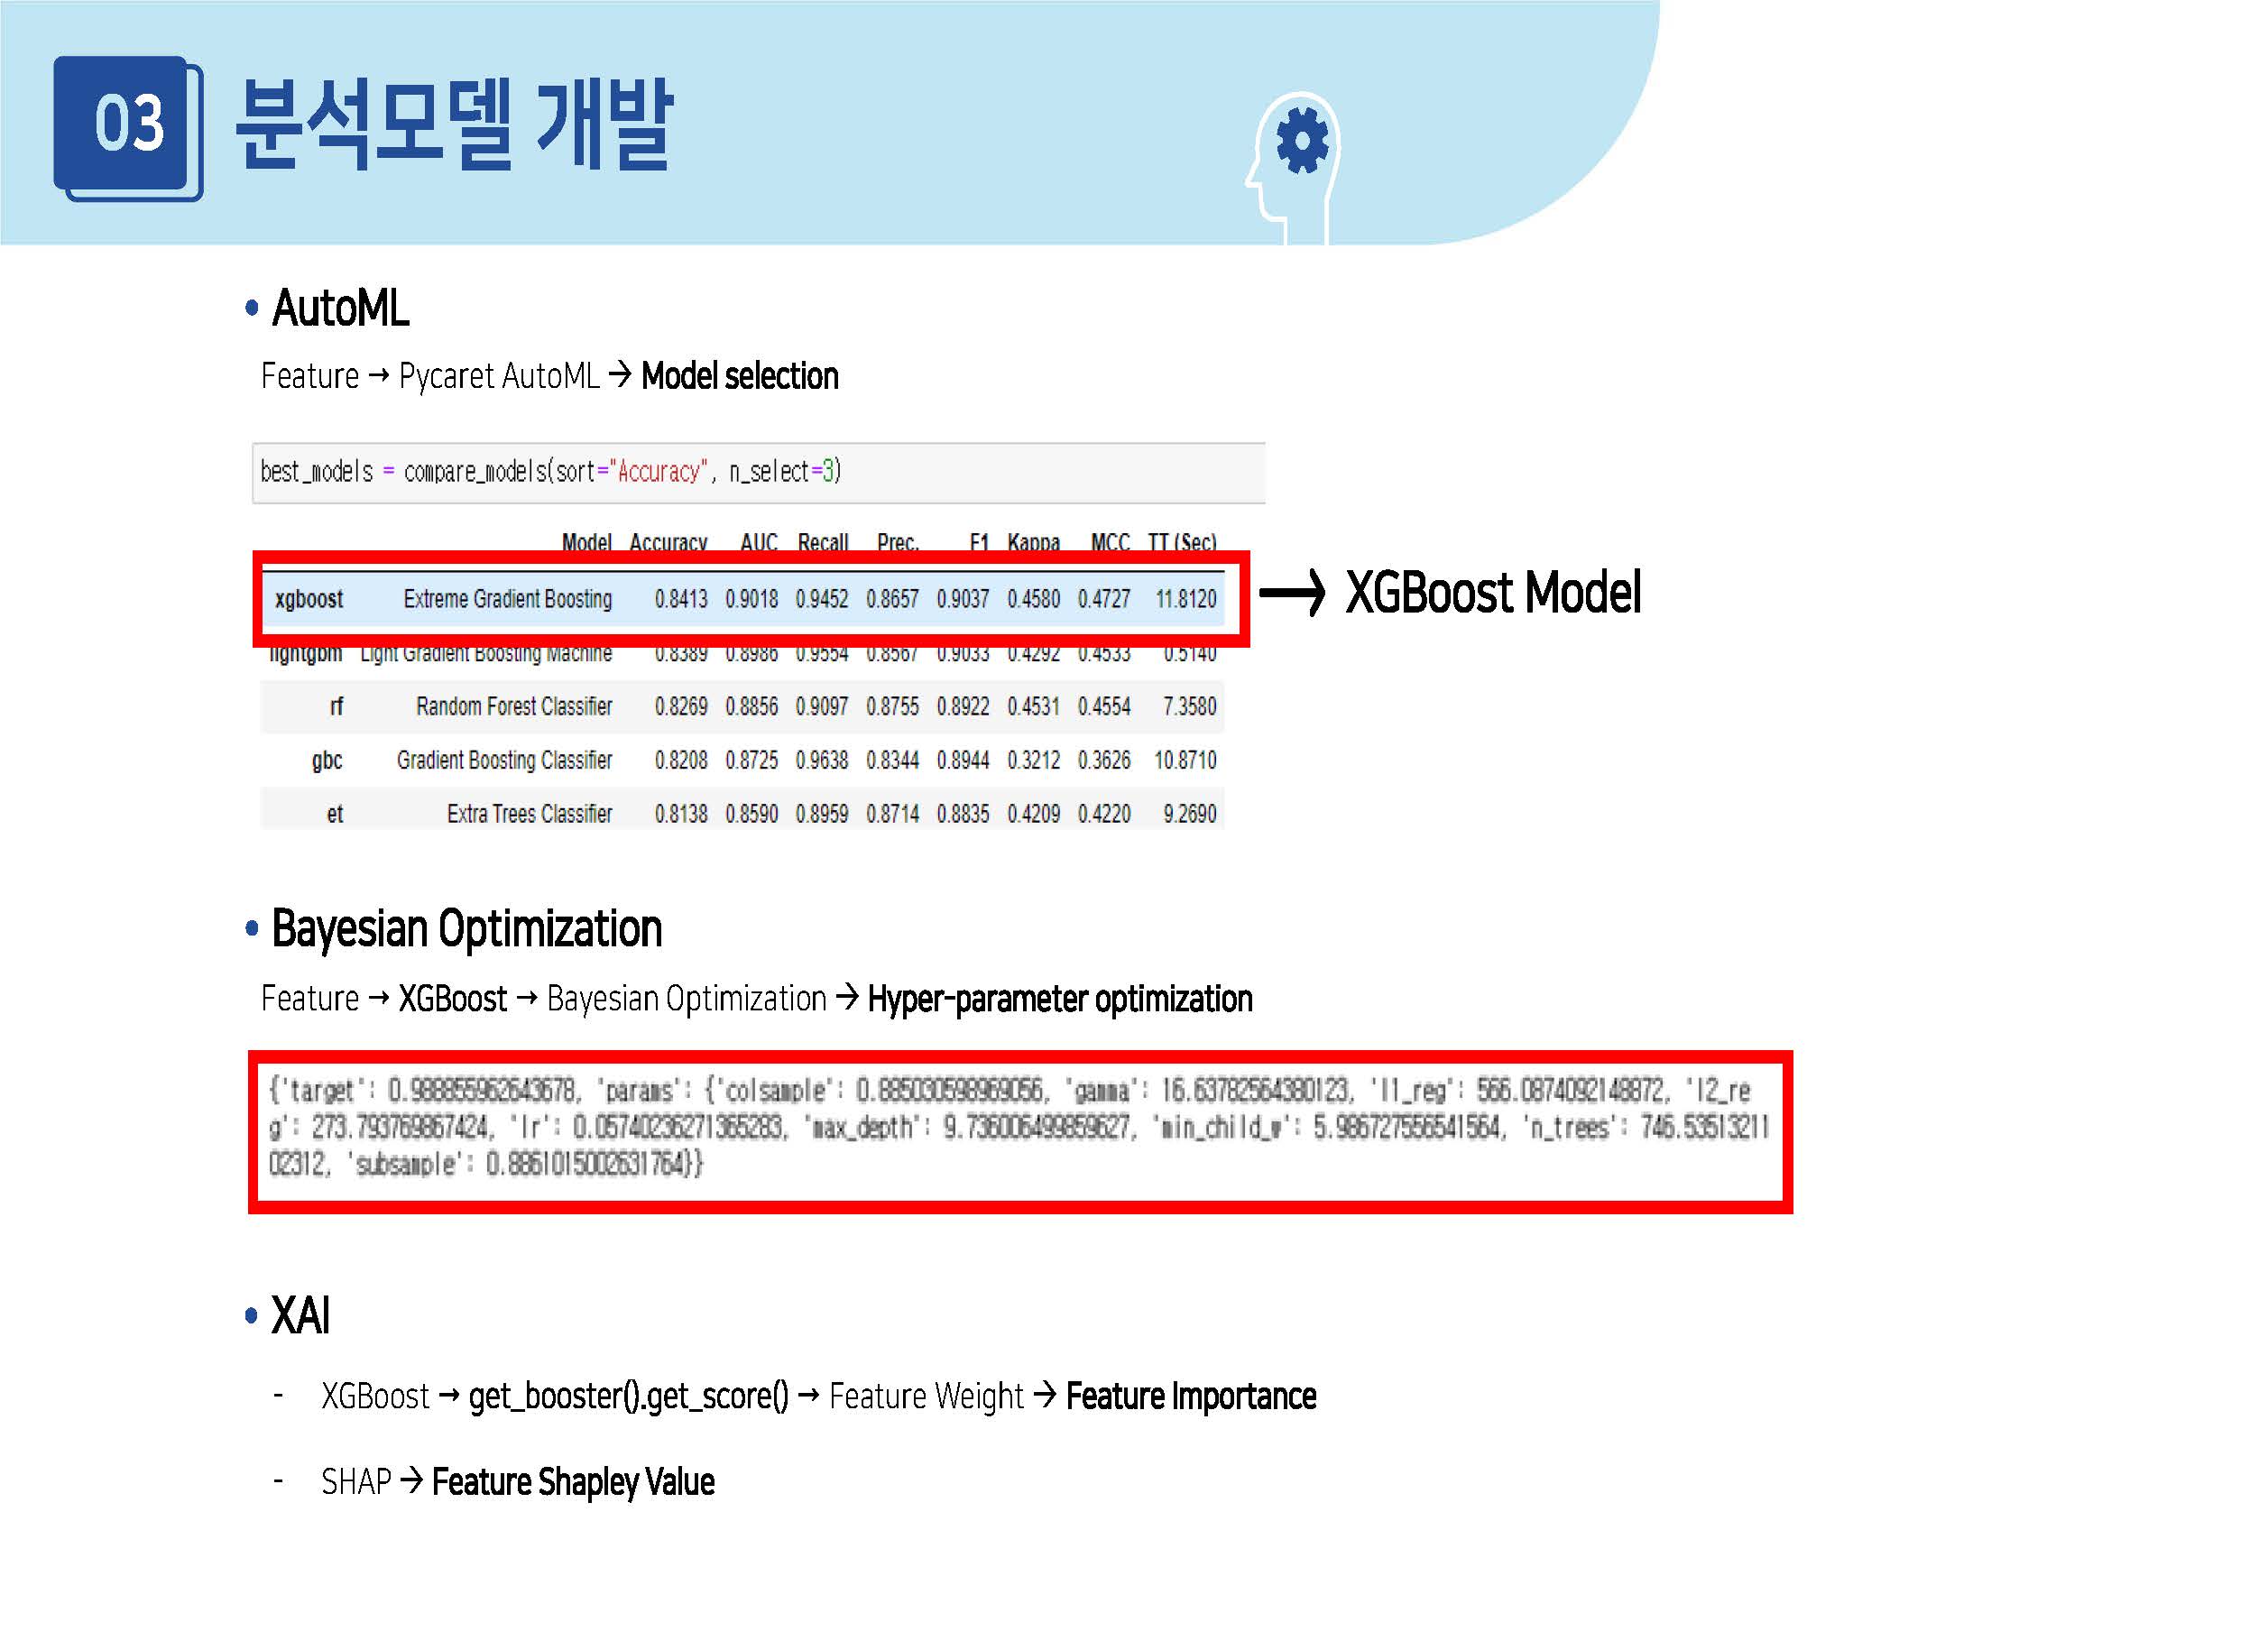 03 분석모델 개발
• AutoML
Feature → Pycaret AutoML → Model selection
best_models = compare_models(sort="Accuracy", n_select=3)
Model Accuracy AUC Recall Prec. F1 Kappa MCC TT (Sec)
xgboost Extreme Gradient Boosting 0.8413 0.9018 0.9452 0.8657 0.9037 0.4580 0.4727 11.8120
→ XGBoost Model
lightgbm Light Gradient Boosting Machine 0.8389 0.8986 0.9554 0.8567 0.9033 0.4292 0.4533 0.5140
rf Random Forest Classifier 0.8269 0.8856 0.9097 0.8755 0.8922 0.4531 0.4554 7.3580
gbc Gradient Boosting Classifier 0.8208 0.8725 0.9638 0.8344 0.8944 0.3212 0.3626 10.8710
et Extra Trees Classifier 0.8138 0.8590 0.8959 0.8714 0.8835 0.4209 0.4220 9.2690
• Bayesian Optimization
Feature → XGBoost → Bayesian Optimization → Hyper-parameter optimization
{'target': 0.988855962643678, 'params': {'colsample': 0.885030598969056, 'gamma': 16.63782564380123, 'l1_reg': 566.0874092148872, 'l2_re
g': 273.793769867424, 'lr': 0.05740236271365283, 'max_depth': 9.736006499859627, 'min_child_w': 5.986727556541564, 'n_trees': 746.53513211
02312, 'subsample': 0.8861015002631764}}
• XAI
- XGBoost → get_booster().get_score() → Feature Weight → Feature Importance
- SHAP → Feature Shapley Value